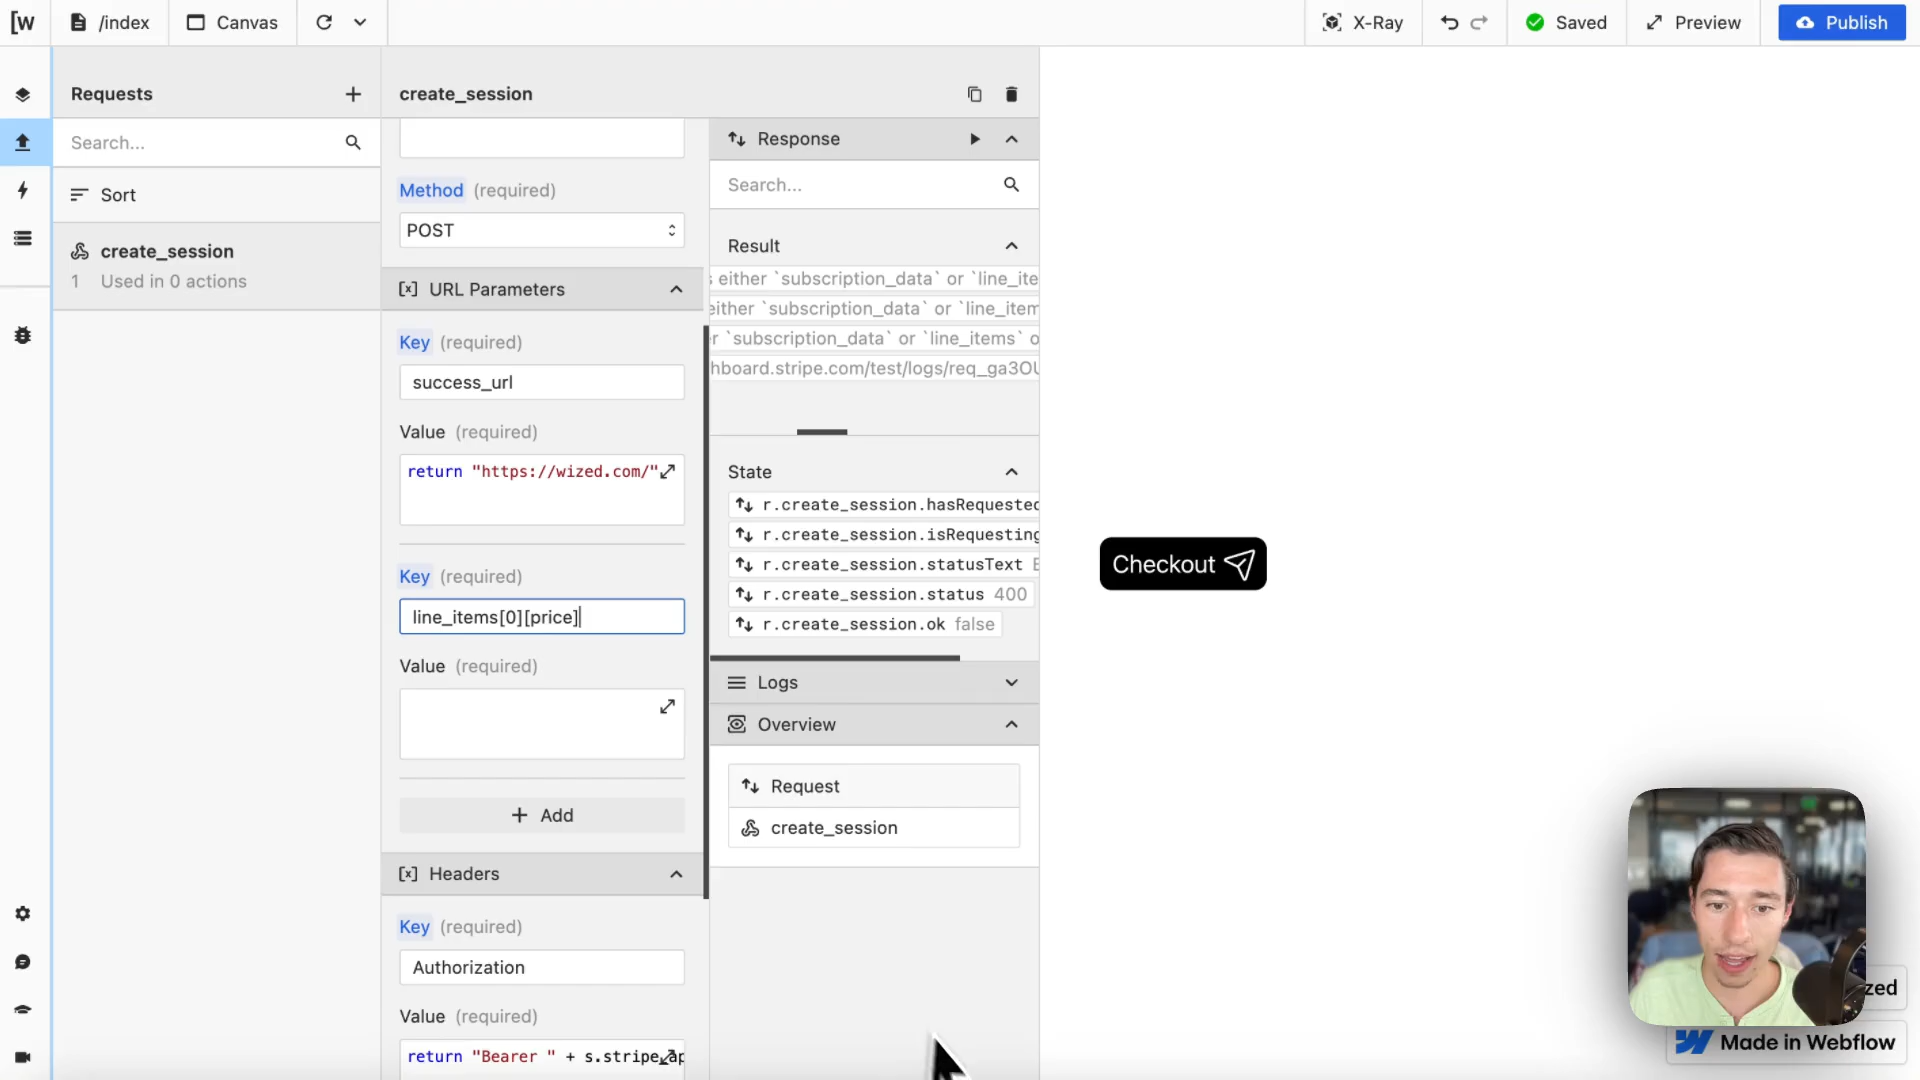 /index
Canvas
X-Ray
Saved
Preview
Publish
Requests
Search...
Sort
create_session
1 Used in 0 actions
create_session
Method (required)
POST
URL Parameters
Key (required)
success_url
Value (required)
return "https://wized.com/"
Key (required)
line_items[0][price]
Value (required)
+ Add
Headers
Key (required)
Authorization
Value (required)
return "Bearer " + s.stripe
Response
Search...
Result
either `subscription_data` or `line_ite
either `subscription_data` or `line_item
r `subscription_data` or `line_items` o
hboard.stripe.com/test/logs/req_ga3OU
State
r.create_session.hasRequested
r.create_session.isRequesting
r.create_session.statusText
r.create_session.status 400
r.create_session.ok false
Logs
Overview
Request
create_session
Checkout
zed
Made in Webflow